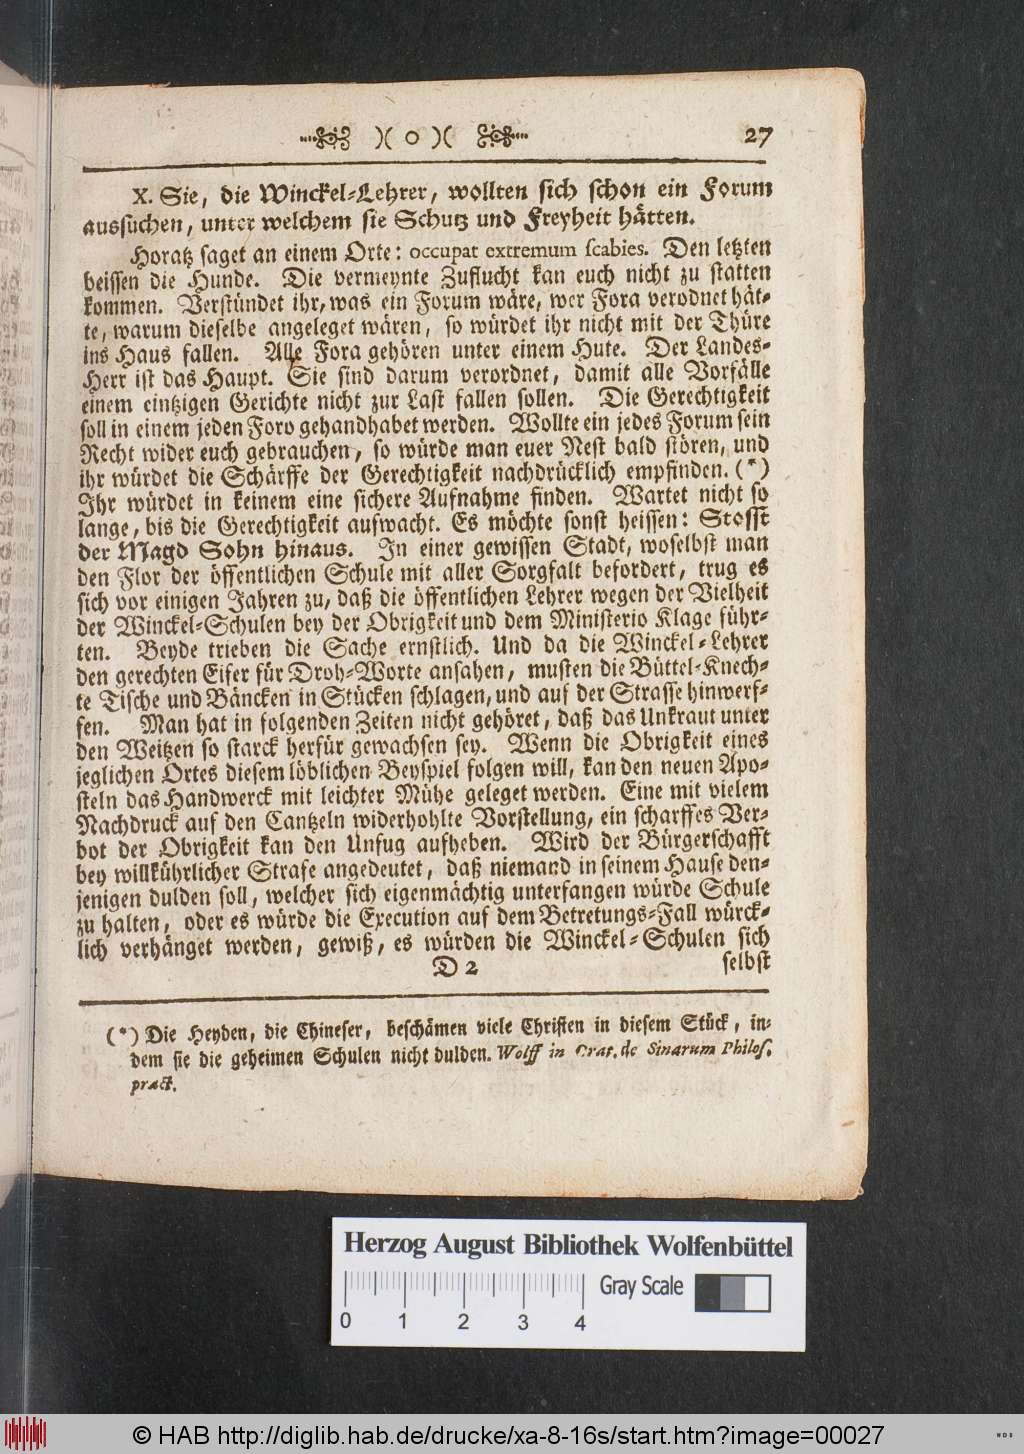 )( o )( 27
X. Sie, die Winckel-Lehrer, wollten sich schon ein Forum
aussuchen, unter welchem sie Schutz und Freyheit hätten.
Horatz saget an einem Orte: occupat extremum ſcabies. Den letzten
beissen die Hunde. Die vermeynte Zuflucht kan euch nicht zu statten
kommen. Verstündet ihr, was ein Forum wäre, wer Fora verodnet hät-
te, warum dieselbe angeleget wären, so würdet ihr nicht mit der Thüre
ins Haus fallen. Alle Fora gehören unter einem Hute. Der Landes-
Herr ist das Haupt. Sie sind darum verordnet, damit alle Vorfälle
einem eintzigen Gerichte nicht zur Last fallen sollen. Die Gerechtigkeit
soll in einem jeden Foro gehandhabet werden. Wollte ein jedes Forum sein
Recht wider euch gebrauchen, so würde man euer Nest bald stören, und
ihr würdet die Schärffe der Gerechtigkeit nachdrücklich empfinden. (*)
Ihr würdet in keinem eine sichere Aufnahme finden. Wartet nicht so
lange, bis die Gerechtigkeit aufwacht. Es möchte sonst heissen: Stosst
der Magd Sohn hinaus. In einer gewissen Stadt, woselbst man
den Flor der öffentlichen Schule mit aller Sorgfalt befordert, trug es
sich vor einigen Jahren zu, daß die öffentlichen Lehrer wegen der Vielheit
der Winckel-Schulen bey der Obrigkeit und dem Ministerio Klage führ-
ten. Beyde trieben die Sache ernstlich. Und da die Winckel-Lehrer
den gerechten Eifer für Droh-Worte ansahen, musten die Büttel-Knech-
te Tische und Bäncken in Stücken schlagen, und auf der Strasse hinwerf-
fen. Man hat in folgenden Zeiten nicht gehöret, daß das Unkraut unter
den Weitzen so starck herfür gewachsen sey. Wenn die Obrigkeit eines
jeglichen Ortes diesem löblichen Beyspiel folgen will, kan den neuen Apo-
steln das Handwerck mit leichter Mühe geleget werden. Eine mit vielem
Nachdruck auf den Cantzeln widerhohlte Vorstellung, ein scharffes Ver-
bot der Obrigkeit kan den Unfug aufheben. Wird der Bürgerschafft
bey willkührlicher Strafe angedeutet, daß niemand in seinem Hause den-
jenigen dulden soll, welcher sich eigenmächtig unterfangen würde Schule
zu halten, oder es würde die Execution auf dem Betretungs-Fall würck-
lich verhänget werden, gewiß, es würden die Winckel-Schulen sich
D 2 selbst
(*) Die Heyden, die Chineser, beschämen viele Christen in diesem Stück, in-
dem sie die geheimen Schulen nicht dulden. Wolff in Orat. de Sinarum Philoſ.
pract.
Herzog August Bibliothek Wolfenbüttel
0 1 2 3 4 Gray Scale
© HAB http://diglib.hab.de/drucke/xa-8-16s/start.htm?image=00027